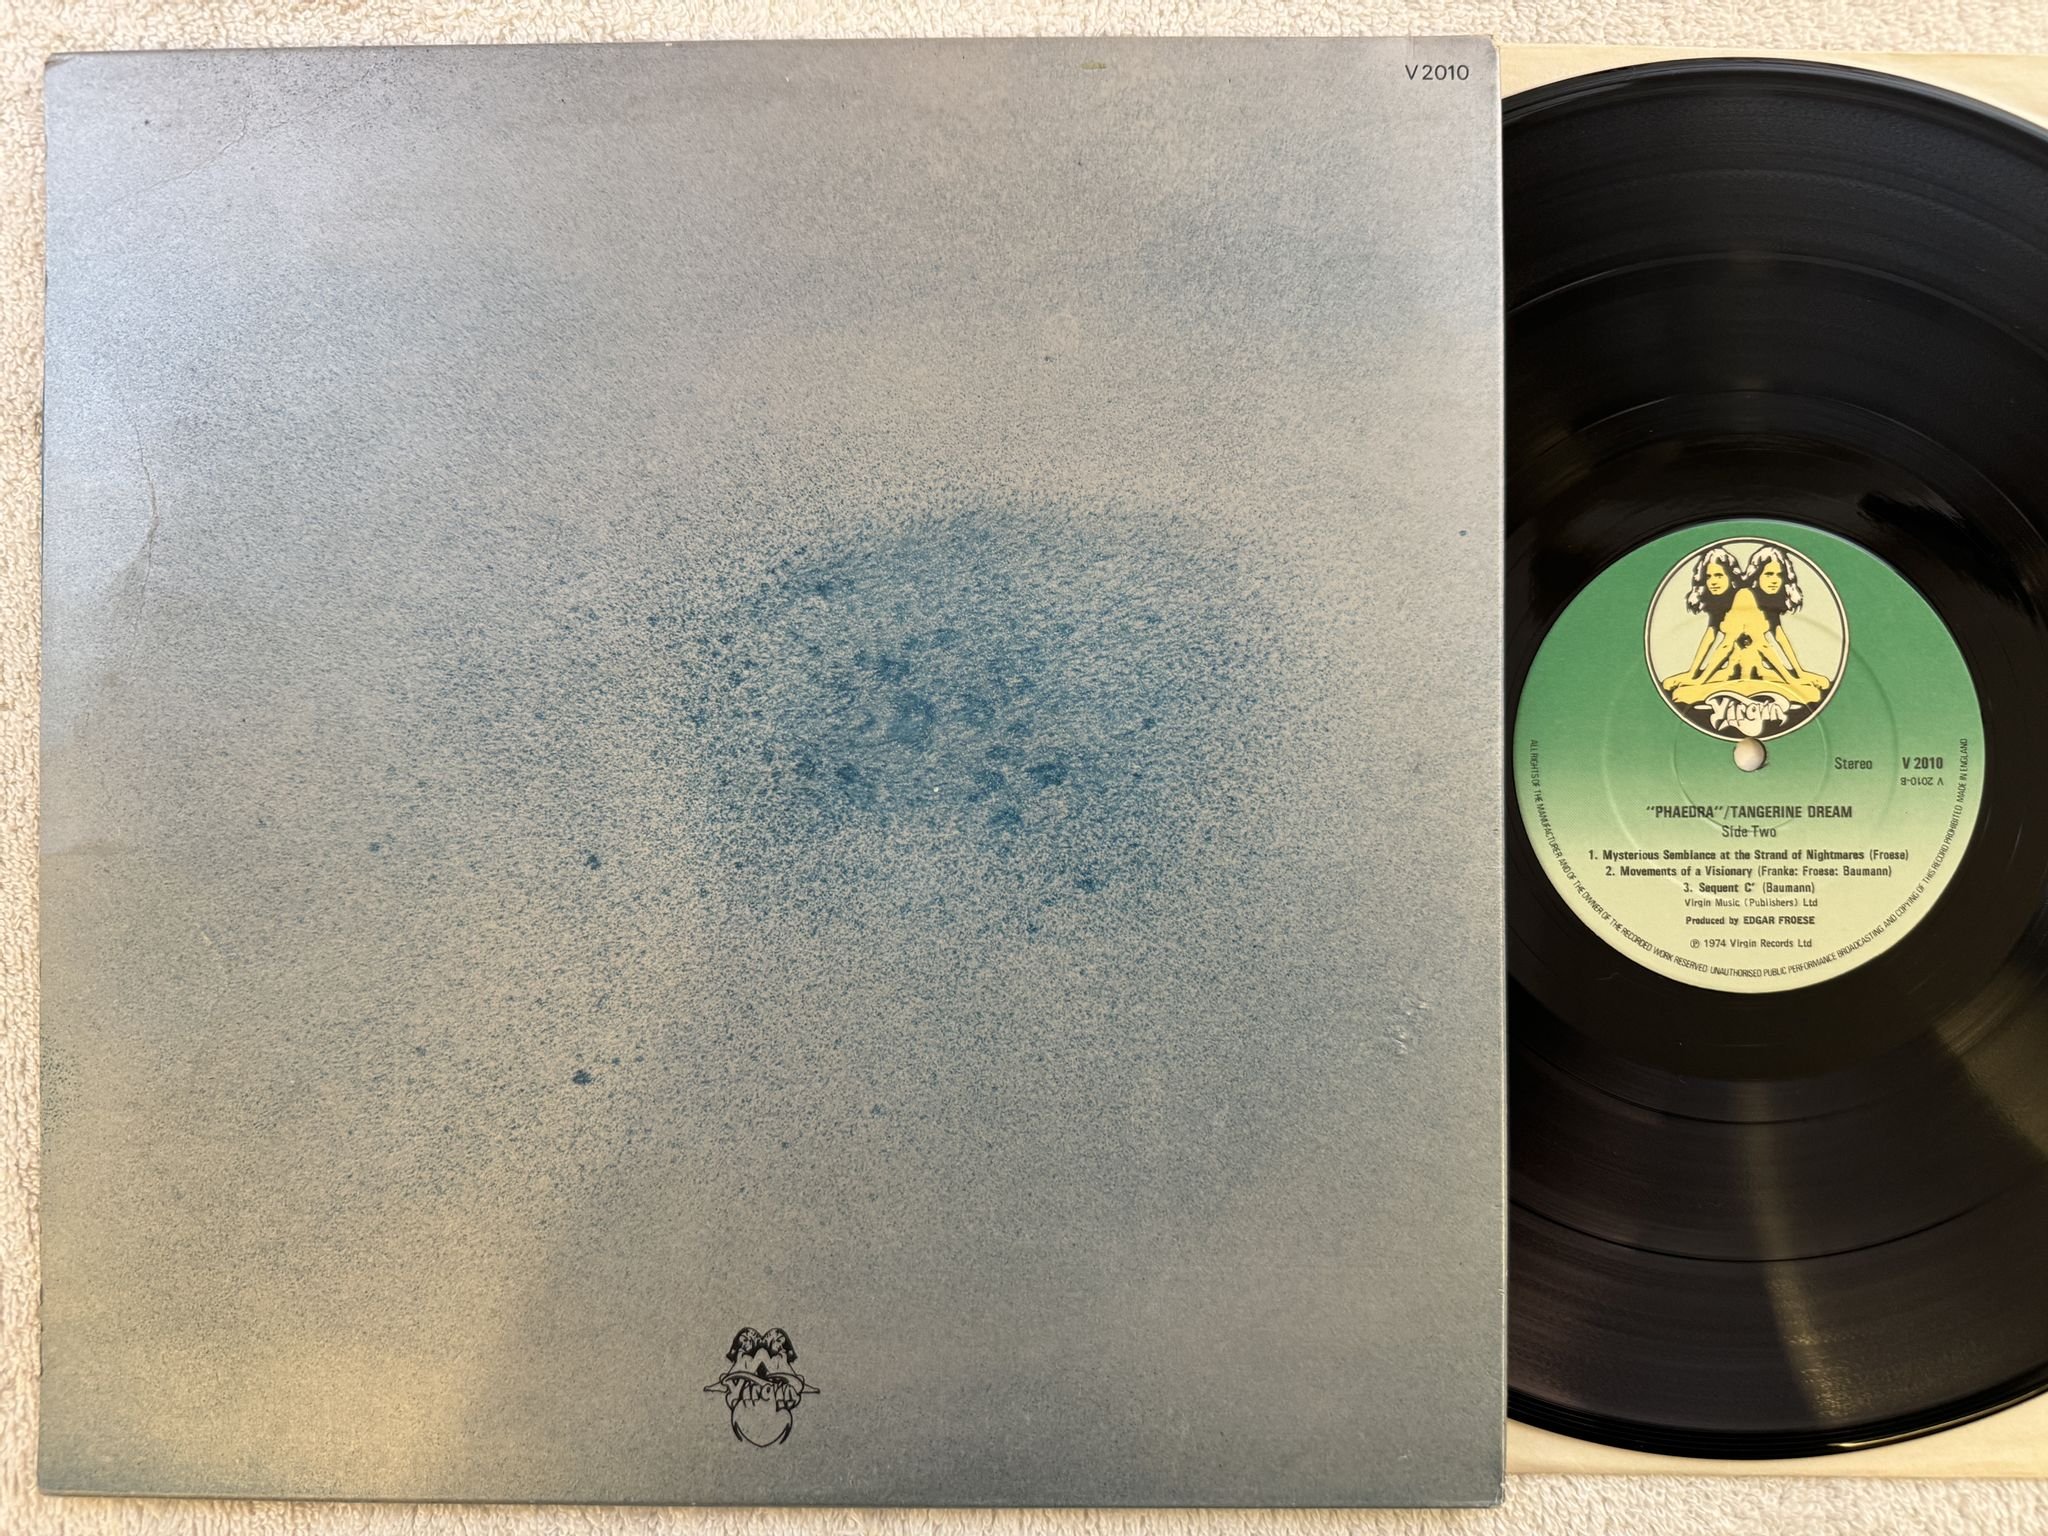 V 2010
Virgin
Virgin
Stereo V 2010
V 2010-B
"PHAEDRA"/TANGERINE DREAM
Side Two
1. Mysterious Semblance at the Strand of Nightmares (Froese)
2. Movements of a Visionary (Franke: Froese: Baumann)
3. Sequent C' (Baumann)
Virgin Music (Publishers) Ltd
Produced by EDGAR FROESE
℗ 1974 Virgin Records Ltd
ALL RIGHTS OF THE MANUFACTURER AND OF THE OWNER OF THE RECORDED WORK RESERVED. UNAUTHORISED PUBLIC PERFORMANCE BROADCASTING AND COPYING OF THIS RECORD PROHIBITED. MADE IN ENGLAND